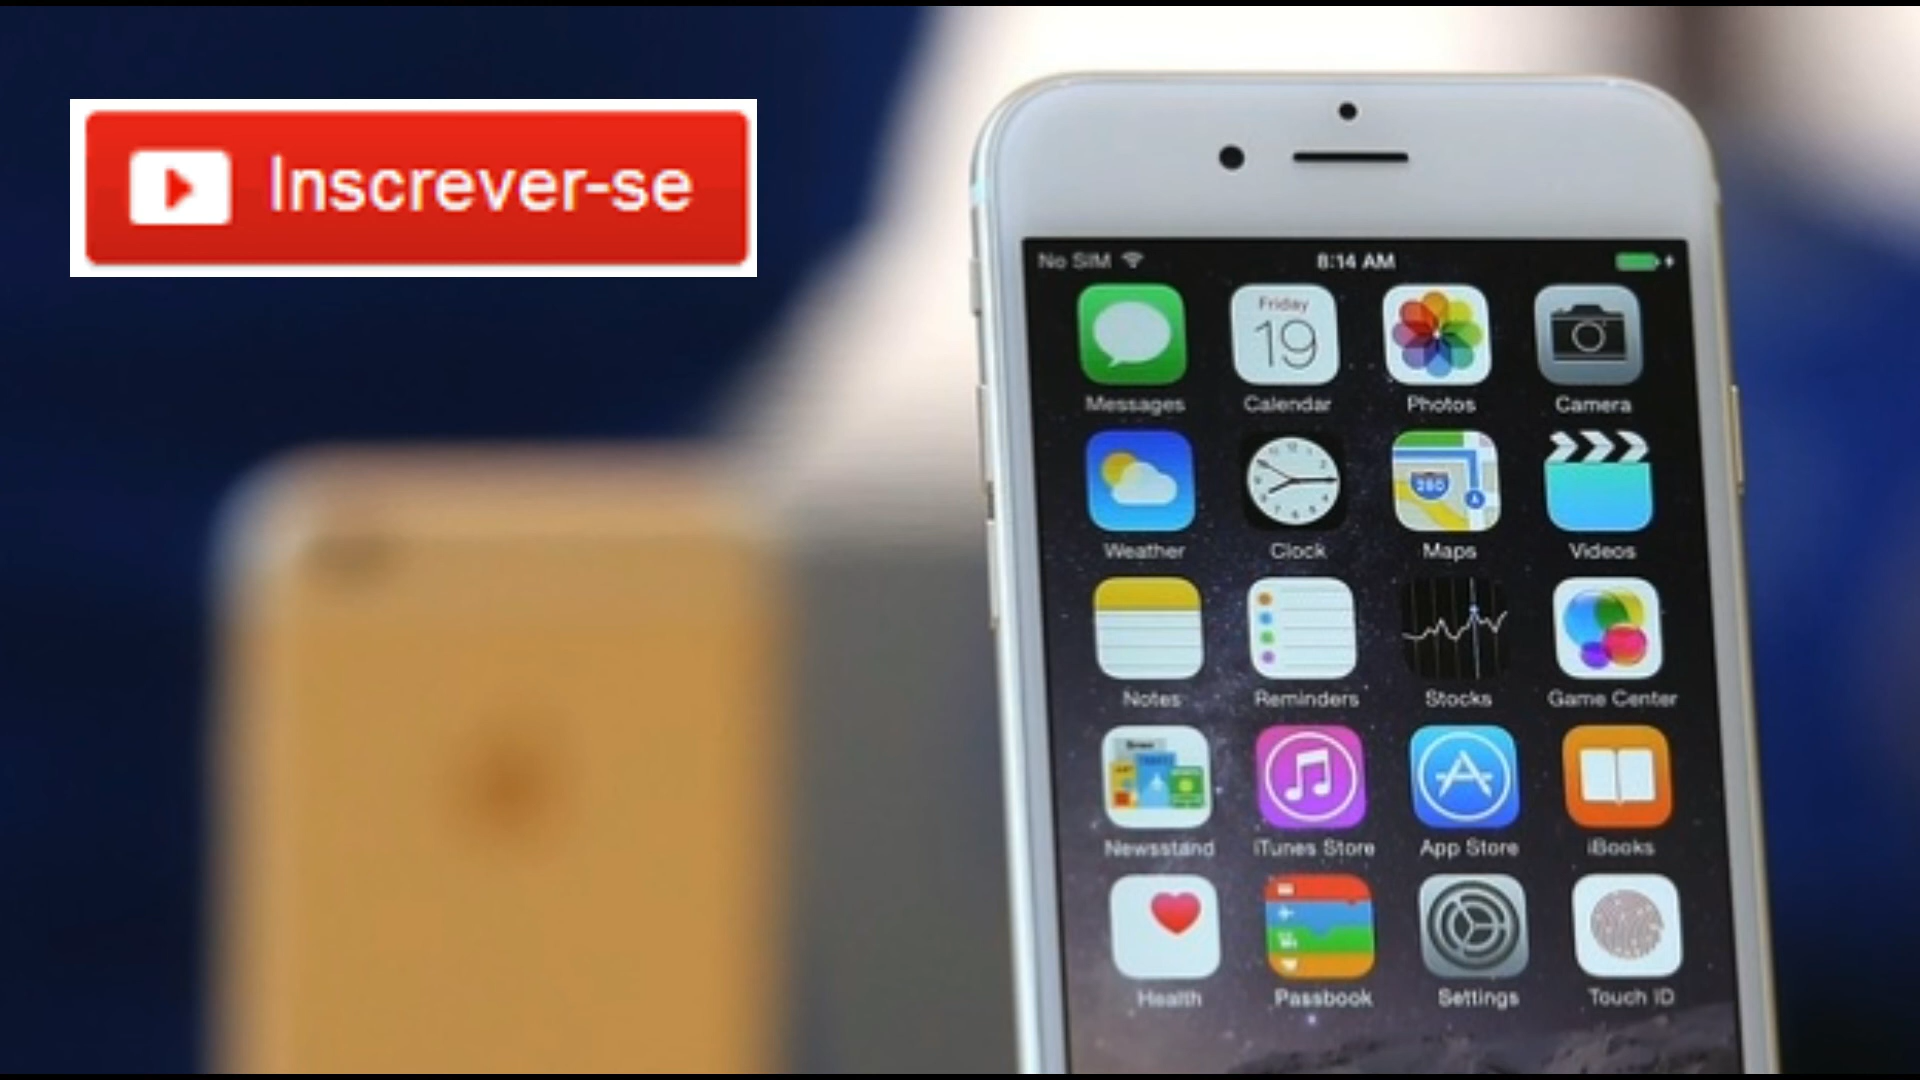 Inscrever-se
No SIM 8:14 AM
Friday
19
Messages Calendar Photos Camera
280
Weather Clock Maps Videos
Notes Reminders Stocks Game Center
Newsstand iTunes Store App Store iBooks
Health Passbook Settings Touch ID